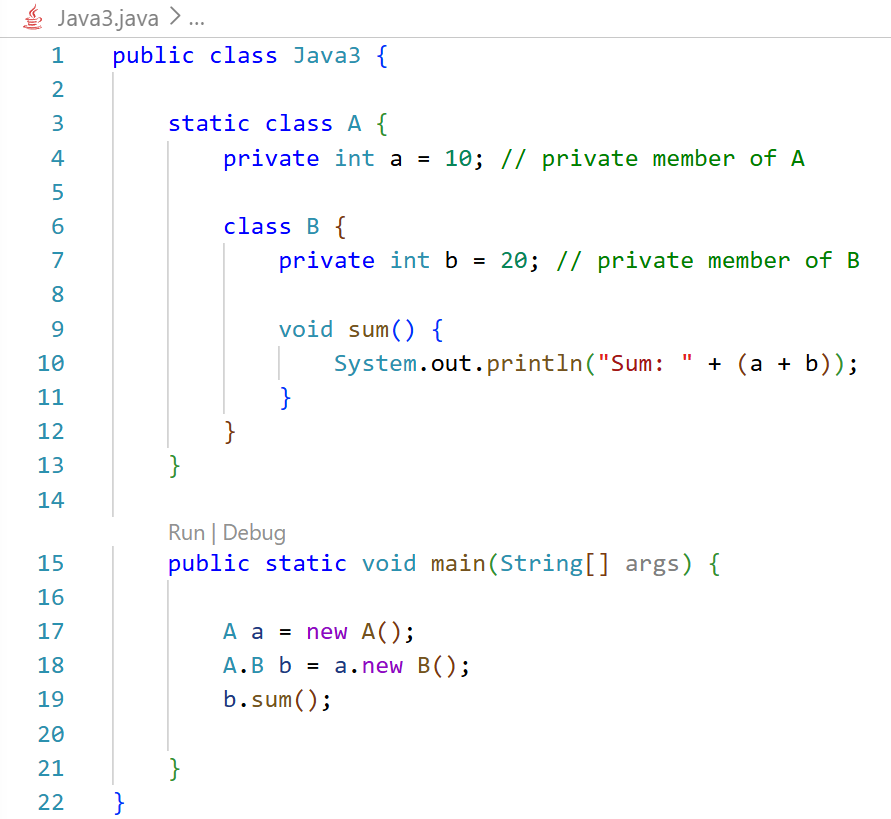 Java3.java > ...
1 public class Java3 {
2
3     static class A {
4         private int a = 10; // private member of A
5
6         class B {
7             private int b = 20; // private member of B
8
9             void sum() {
10                 System.out.println("Sum: " + (a + b));
11             }
12         }
13     }
14
Run | Debug
15     public static void main(String[] args) {
16
17         A a = new A();
18         A.B b = a.new B();
19         b.sum();
20
21     }
22 }